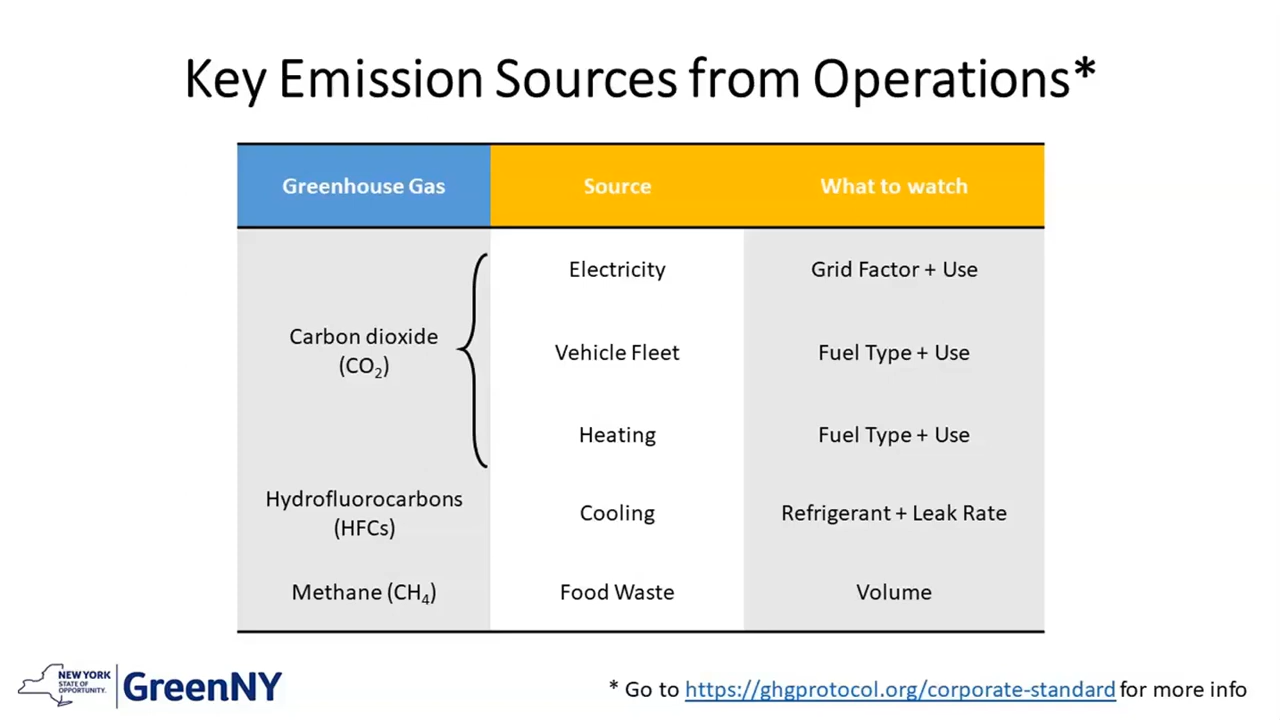 Key Emission Sources from Operations*
Greenhouse Gas Source What to watch
Electricity Grid Factor + Use
Carbon dioxide
(CO₂)
Vehicle Fleet Fuel Type + Use
Heating Fuel Type + Use
Hydrofluorocarbons
(HFCs)
Cooling Refrigerant + Leak Rate
Methane (CH₄) Food Waste Volume
NEW YORK
STATE OF
OPPORTUNITY.
GreenNY
* Go to https://ghgprotocol.org/corporate-standard for more info